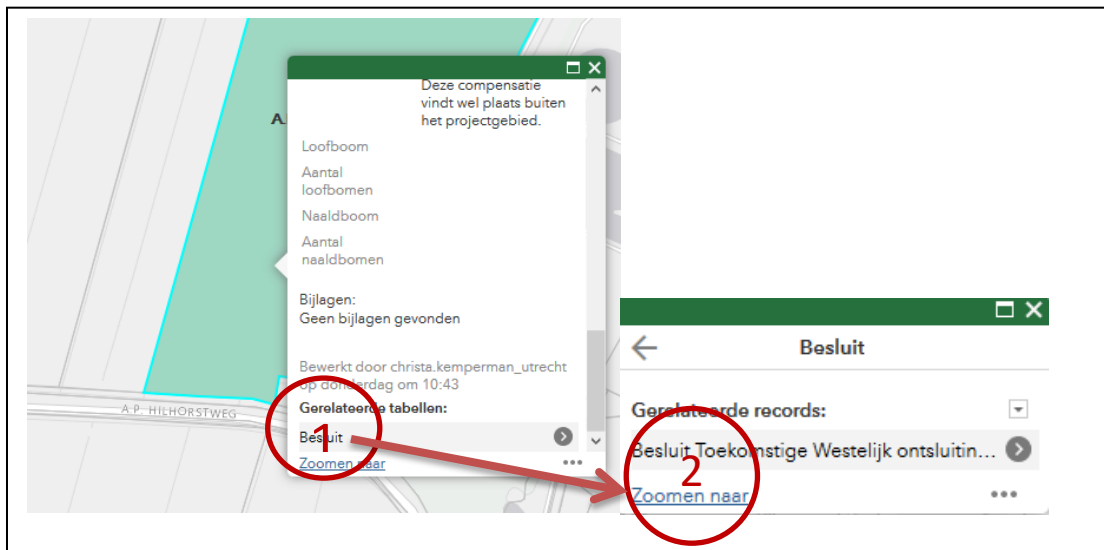 Deze compensatie
vindt wel plaats buiten
het projectgebied.
A
Loofboom
Aantal
loofbomen
Naaldboom
Aantal
naaldbomen
Bijlagen:
Geen bijlagen gevonden
Bewerkt door christa.kemperman_utrecht
op donderdag om 10:43
A.P. HILHORSTWEG
Gerelateerde tabellen:
1
Besluit
Zoomen naar
Besluit
Gerelateerde records:
Besluit Toekomstige Westelijk ontsluitin...
2
Zoomen naar